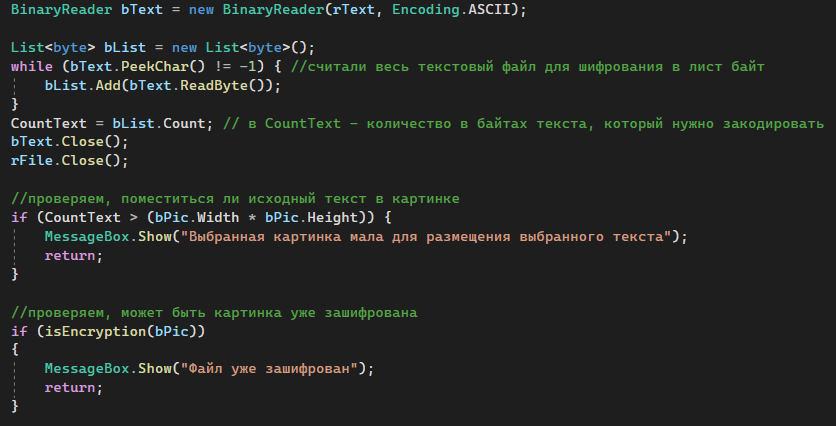 BinaryReader bText = new BinaryReader(rText, Encoding.ASCII);
List<byte> bList = new List<byte>();
while (bText.PeekChar() != -1) { //считали весь текстовый файл для шифрования в лист байт
bList.Add(bText.ReadByte());
}
CountText = bList.Count; // в CountText - количество в байтах текста, который нужно закодировать
bText.Close();
rFile.Close();
//проверяем, поместиться ли исходный текст в картинке
if (CountText > (bPic.Width * bPic.Height)) {
MessageBox.Show("Выбранная картинка мала для размещения выбранного текста");
return;
}
//проверяем, может быть картинка уже зашифрована
if (isEncryption(bPic))
{
MessageBox.Show("Файл уже зашифрован");
return;
}